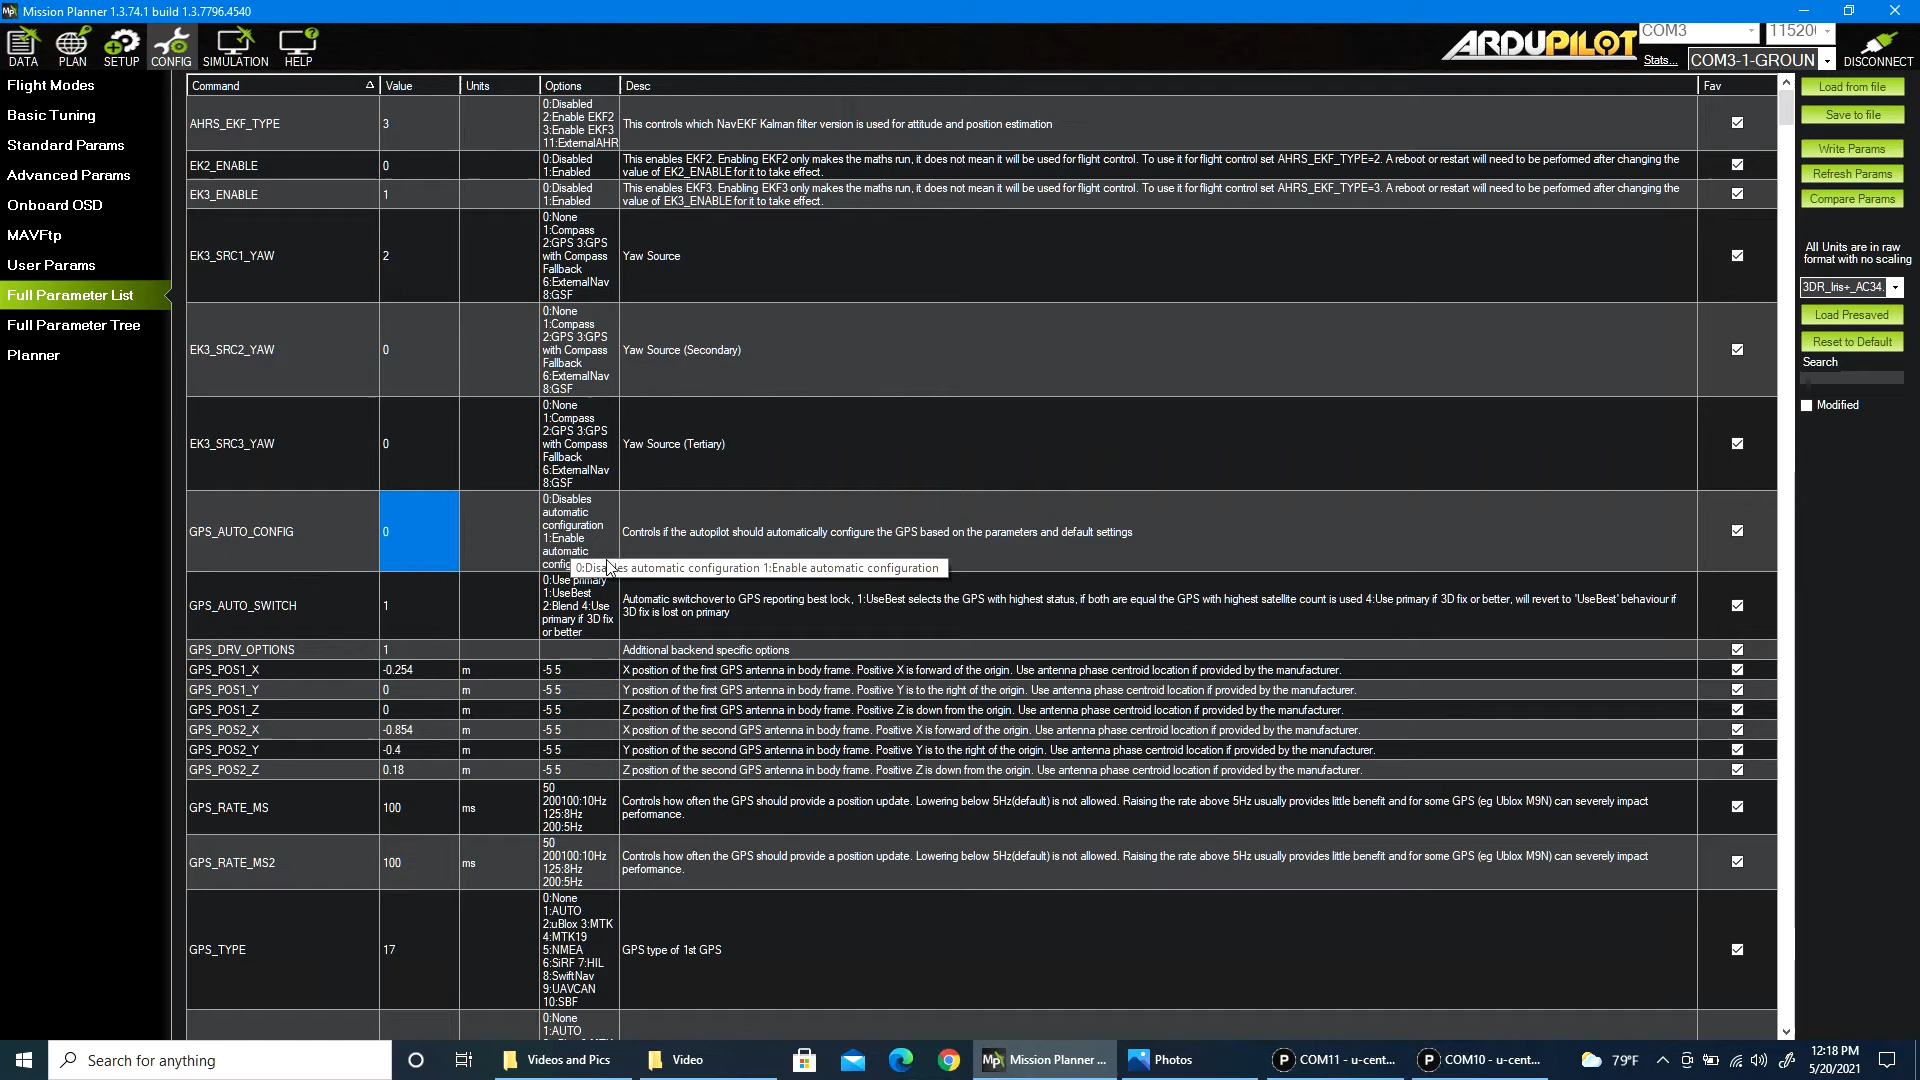 Mission Planner 1.3.74.1 build 1.3.7796.4540
DATA PLAN SETUP CONFIG SIMULATION HELP
ARDUPILOT
COM3 11520
Stats... COM3-1-GROUN DISCONNECT
Flight Modes
Basic Tuning
Standard Params
Advanced Params
Onboard OSD
MAVFtp
User Params
Full Parameter List
Full Parameter Tree
Planner
Command Value Units Options Desc Fav
AHRS_EKF_TYPE 3
0:Disabled
2:Enable EKF2
3:Enable EKF3
11:ExternalAHR
This controls which NavEKF Kalman filter version is used for attitude and position estimation
EK2_ENABLE 0
0:Disabled
1:Enabled
This enables EKF2. Enabling EKF2 only makes the maths run, it does not mean it will be used for flight control. To use it for flight control set AHRS_EKF_TYPE=2. A reboot or restart will need to be performed after changing the
value of EK2_ENABLE for it to take effect.
EK3_ENABLE 1
0:Disabled
1:Enabled
This enables EKF3. Enabling EKF3 only makes the maths run, it does not mean it will be used for flight control. To use it for flight control set AHRS_EKF_TYPE=3. A reboot or restart will need to be performed after changing the
value of EK3_ENABLE for it to take effect.
EK3_SRC1_YAW 2
0:None
1:Compass
2:GPS 3:GPS
with Compass
Fallback
6:ExternalNav
8:GSF
Yaw Source
EK3_SRC2_YAW 0
0:None
1:Compass
2:GPS 3:GPS
with Compass
Fallback
6:ExternalNav
8:GSF
Yaw Source (Secondary)
EK3_SRC3_YAW 0
0:None
1:Compass
2:GPS 3:GPS
with Compass
Fallback
6:ExternalNav
8:GSF
Yaw Source (Tertiary)
GPS_AUTO_CONFIG 0
0:Disables
automatic
configuration
1:Enable
automatic
config
Controls if the autopilot should automatically configure the GPS based on the parameters and default settings
0:Disables automatic configuration 1:Enable automatic configuration
GPS_AUTO_SWITCH 1
0:Use primary
1:UseBest
2:Blend 4:Use
primary if 3D fix
or better
Automatic switchover to GPS reporting best lock, 1:UseBest selects the GPS with highest status, if both are equal the GPS with highest satellite count is used 4:Use primary if 3D fix or better, will revert to 'UseBest' behaviour if
3D fix is lost on primary
GPS_DRV_OPTIONS 1 Additional backend specific options
GPS_POS1_X -0.254 m -5 5 X position of the first GPS antenna in body frame. Positive X is forward of the origin. Use antenna phase centroid location if provided by the manufacturer.
GPS_POS1_Y 0 m -5 5 Y position of the first GPS antenna in body frame. Positive Y is to the right of the origin. Use antenna phase centroid location if provided by the manufacturer.
GPS_POS1_Z 0 m -5 5 Z position of the first GPS antenna in body frame. Positive Z is down from the origin. Use antenna phase centroid location if provided by the manufacturer.
GPS_POS2_X -0.854 m -5 5 X position of the second GPS antenna in body frame. Positive X is forward of the origin. Use antenna phase centroid location if provided by the manufacturer.
GPS_POS2_Y -0.4 m -5 5 Y position of the second GPS antenna in body frame. Positive Y is to the right of the origin. Use antenna phase centroid location if provided by the manufacturer.
GPS_POS2_Z 0.18 m -5 5 Z position of the second GPS antenna in body frame. Positive Z is down from the origin. Use antenna phase centroid location if provided by the manufacturer.
GPS_RATE_MS 100 ms
50
200100:10Hz
125:8Hz
200:5Hz
Controls how often the GPS should provide a position update. Lowering below 5Hz(default) is not allowed. Raising the rate above 5Hz usually provides little benefit and for some GPS (eg Ublox M9N) can severely impact
performance.
GPS_RATE_MS2 100 ms
50
200100:10Hz
125:8Hz
200:5Hz
Controls how often the GPS should provide a position update. Lowering below 5Hz(default) is not allowed. Raising the rate above 5Hz usually provides little benefit and for some GPS (eg Ublox M9N) can severely impact
performance.
GPS_TYPE 17
0:None
1:AUTO
2:uBlox 3:MTK
4:MTK19
5:NMEA
6:SiRF 7:HIL
8:SwiftNav
9:UAVCAN
10:SBF
GPS type of 1st GPS
0:None
1:AUTO
Load from file
Save to file
Write Params
Refresh Params
Compare Params
All Units are in raw
format with no scaling
3DR_Iris+_AC34.
Load Presaved
Reset to Default
Search
Modified
Search for anything
Videos and Pics
Video
Mission Planner ...
Photos
COM11 - u-cent...
COM10 - u-cent...
79°F
12:18 PM
5/20/2021